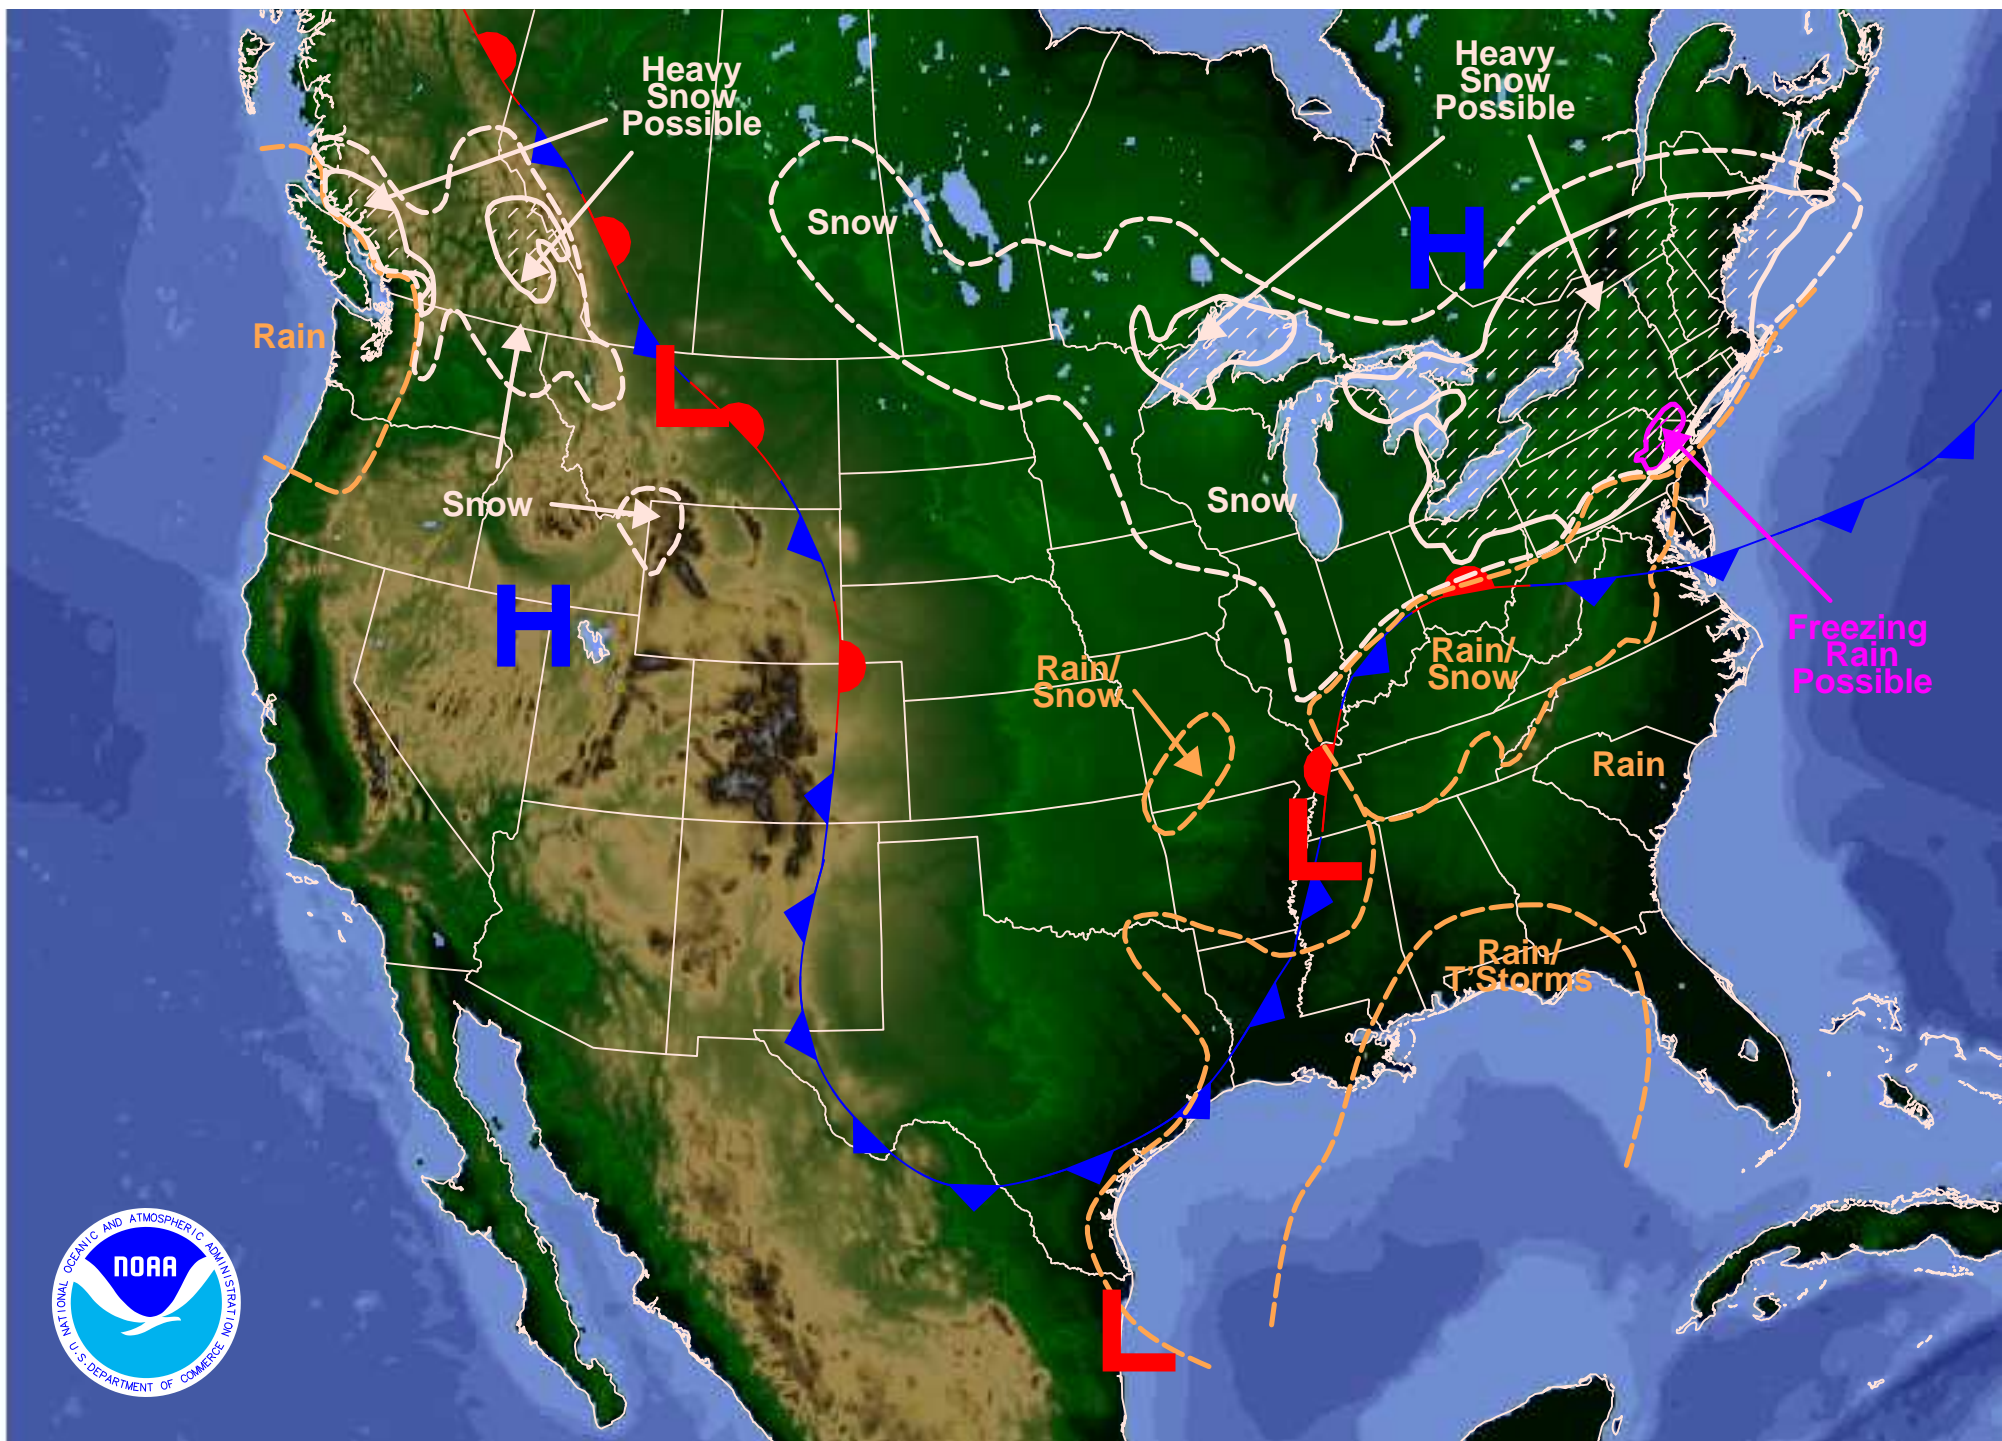 Heavy
Snow
Possible
Heavy
Snow
Possible
Snow
H
Rain
L
Snow
Snow
H
Freezing
Rain
Possible
Rain/
Snow
Rain/
Snow
Rain
L
Rain/
T'Storms
L
NATIONAL OCEANIC AND ATMOSPHERIC ADMINISTRATION
NOAA
U.S. DEPARTMENT OF COMMERCE